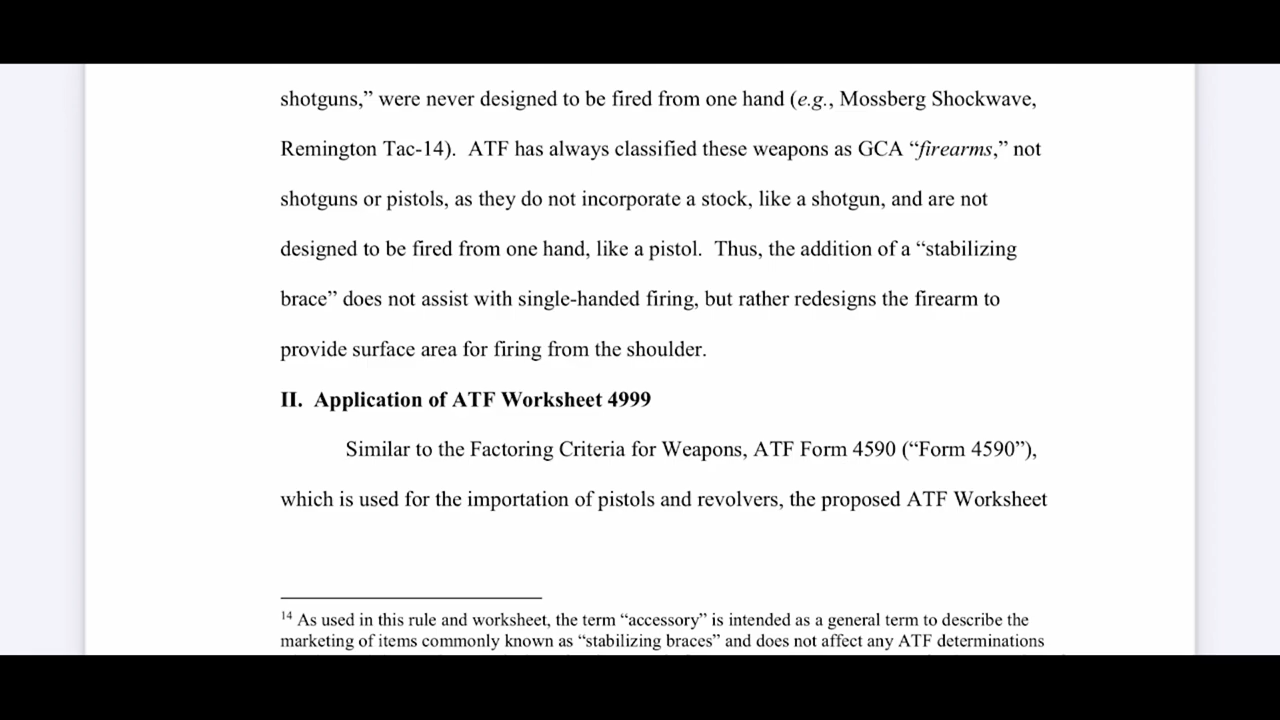 shotguns,” were never designed to be fired from one hand (e.g., Mossberg Shockwave,
Remington Tac-14).  ATF has always classified these weapons as GCA “firearms,” not
shotguns or pistols, as they do not incorporate a stock, like a shotgun, and are not
designed to be fired from one hand, like a pistol.  Thus, the addition of a “stabilizing
brace” does not assist with single-handed firing, but rather redesigns the firearm to
provide surface area for firing from the shoulder.
II.  Application of ATF Worksheet 4999
Similar to the Factoring Criteria for Weapons, ATF Form 4590 (“Form 4590”),
which is used for the importation of pistols and revolvers, the proposed ATF Worksheet
14 As used in this rule and worksheet, the term “accessory” is intended as a general term to describe the
marketing of items commonly known as “stabilizing braces” and does not affect any ATF determinations